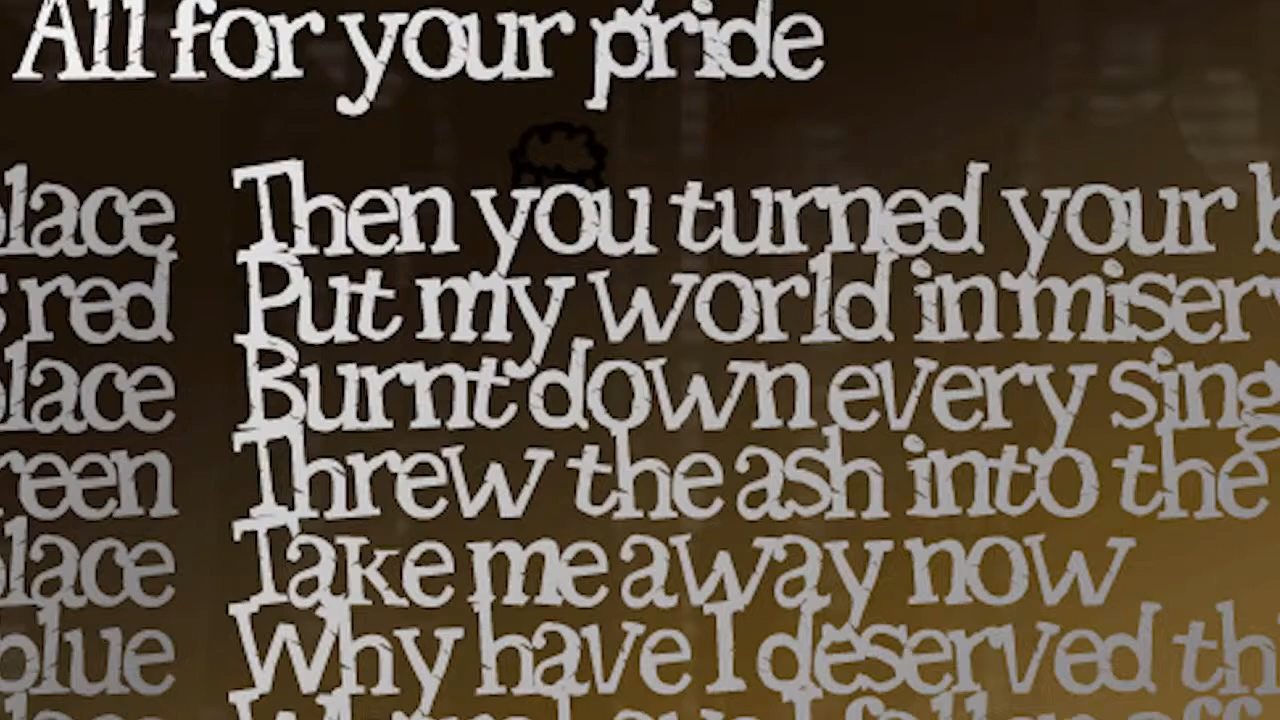 All for your pride
lace Then you turned your b
s red Put my world in misery
lace Burnt down every sing
reen Threw the ash into the
lace Take me away now
blue Why have I deserved th